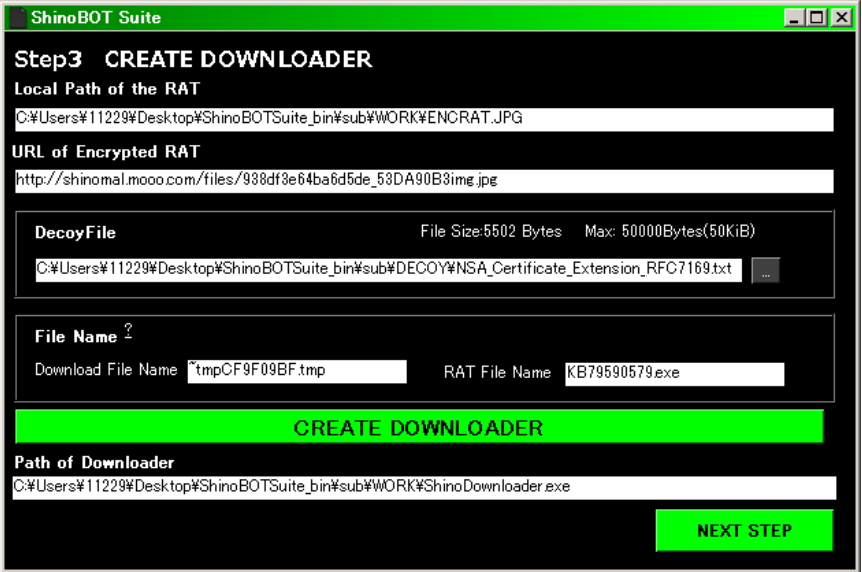 ShinoBOT Suite
Step3 CREATE DOWNLOADER
Local Path of the RAT
C:¥Users¥11229¥Desktop¥ShinoBOTSuite_bin¥sub¥WORK¥ENCRAT.JPG
URL of Encrypted RAT
http://shinomal.mooo.com/files/938df3e64ba6d5de_53DA90B3img.jpg
DecoyFile File Size:5502 Bytes Max: 50000Bytes(50KiB)
C:¥Users¥11229¥Desktop¥ShinoBOTSuite_bin¥sub¥DECOY¥NSA_Certificate_Extension_RFC7169.txt ...
File Name ?
Download File Name ~tmpCF9F09BF.tmp RAT File Name KB79590579.exe
CREATE DOWNLOADER
Path of Downloader
C:¥Users¥11229¥Desktop¥ShinoBOTSuite_bin¥sub¥WORK¥ShinoDownloader.exe
NEXT STEP